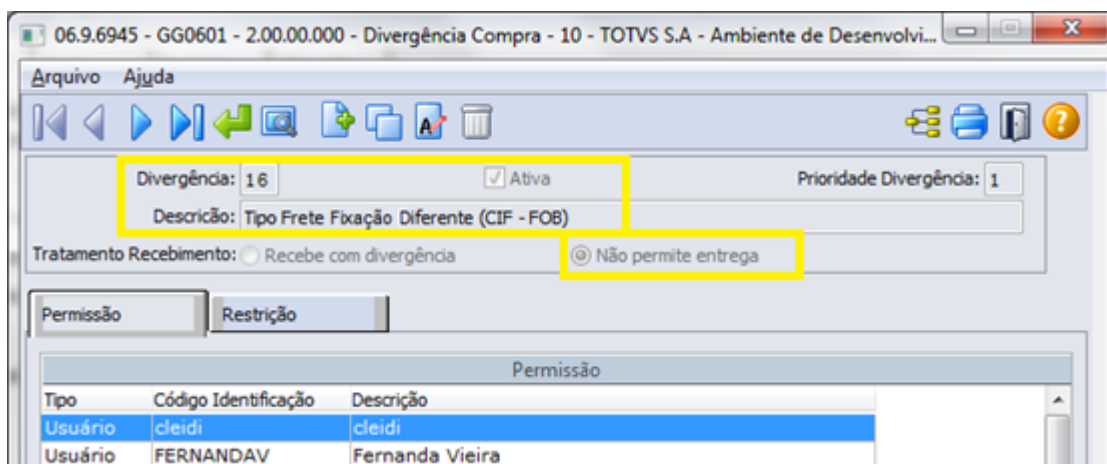 06.9.6945 - GG0601 - 2.00.00.000 - Divergência Compra - 10 - TOTVS S.A - Ambiente de Desenvolvi...
Arquivo Ajuda
Divergência: 16 Ativa Prioridade Divergência: 1
Descricão: Tipo Frete Fixação Diferente (CIF - FOB)
Tratamento Recebimento: Recebe com divergência Não permite entrega
Permissão Restrição
Permissão
Tipo Código Identificação Descrição
Usuário cleidi cleidi
Usuário FERNANDAV Fernanda Vieira